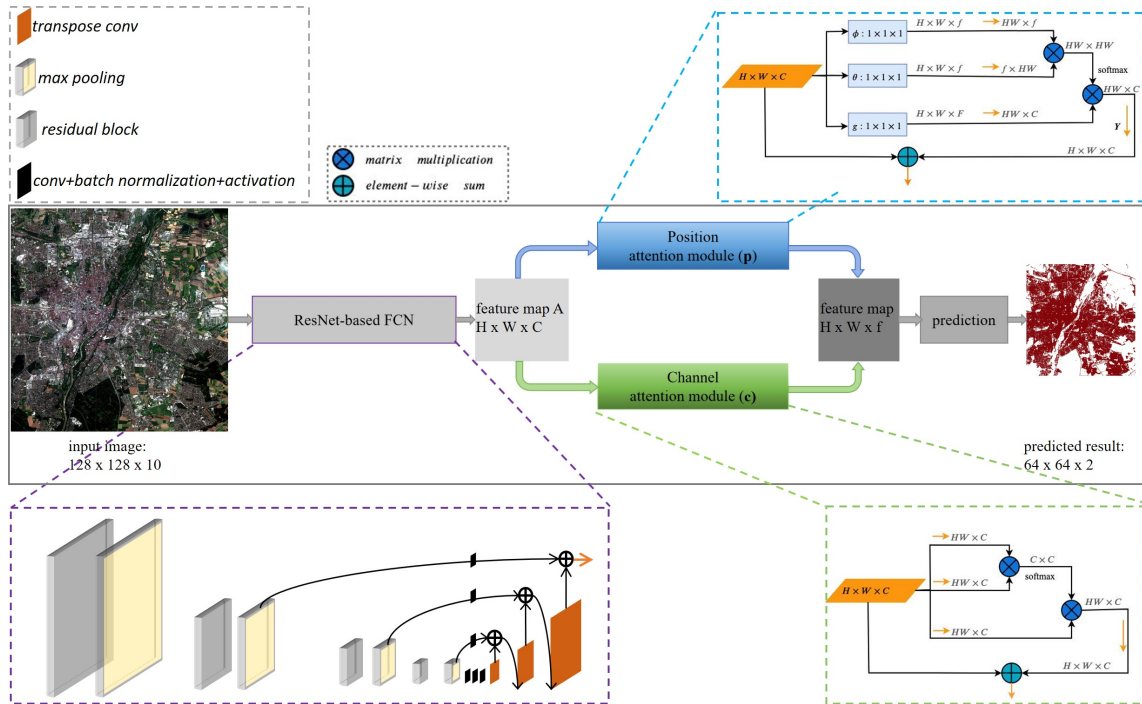 transpose conv
max pooling
residual block
conv+batch normalization+activation
matrix multiplication
element-wise sum
H × W × C
ϕ : 1 × 1 × 1
H × W × f
HW × f
θ : 1 × 1 × 1
H × W × f
f × HW
g : 1 × 1 × 1
H × W × F
HW × C
HW × HW
softmax
HW × C
Y
H × W × C
Position
attention module (p)
ResNet-based FCN
feature map A
H x W x C
feature map
H x W x f
prediction
Channel
attention module (c)
input image:
128 x 128 x 10
predicted result:
64 x 64 x 2
H × W × C
HW × C
HW × C
HW × C
C × C
softmax
HW × C
H × W × C